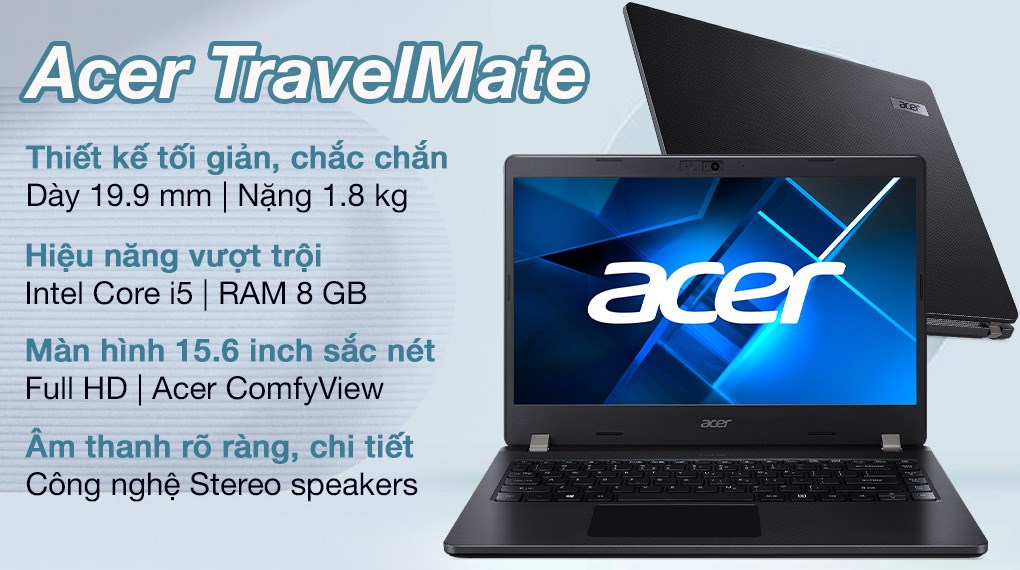 Acer TravelMate
Thiết kế tối giản, chắc chắn
Dày 19.9 mm | Nặng 1.8 kg
Hiệu năng vượt trội
Intel Core i5 | RAM 8 GB
Màn hình 15.6 inch sắc nét
Full HD | Acer ComfyView
Âm thanh rõ ràng, chi tiết
Công nghệ Stereo speakers
acer
acer
acer